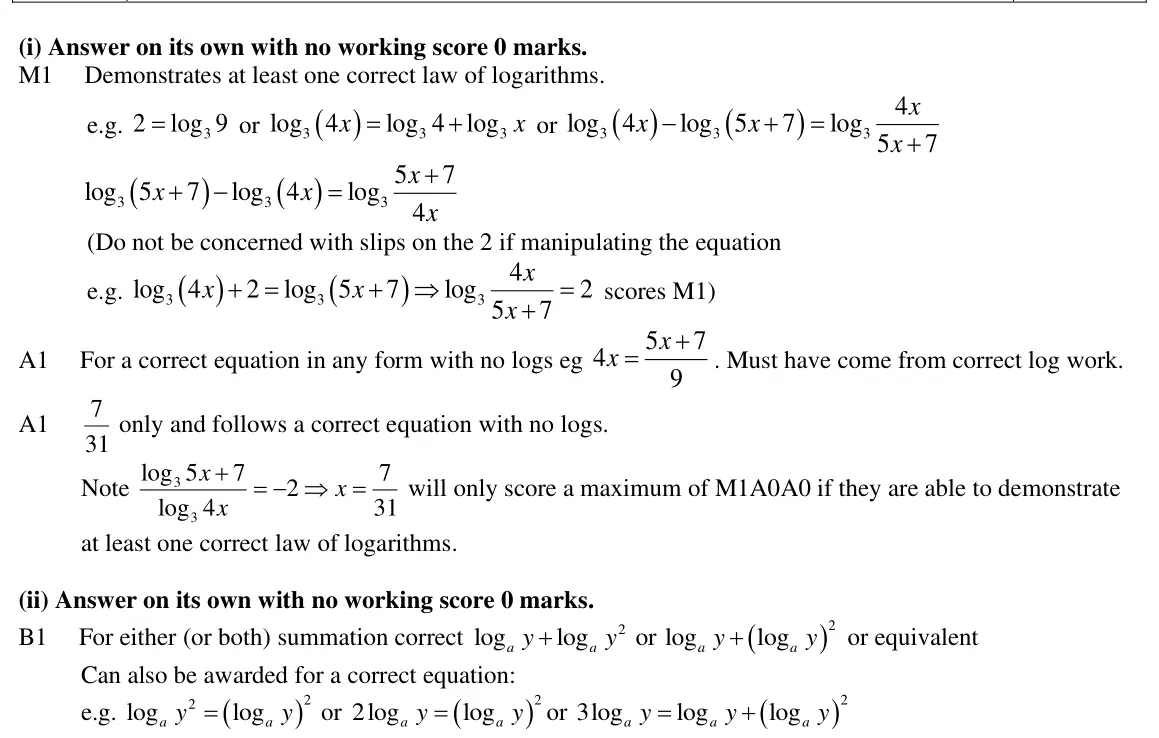 (i) Answer on its own with no working score 0 marks.
M1 Demonstrates at least one correct law of logarithms.
e.g. 2 = log₃ 9 or log₃(4x) = log₃ 4 + log₃ x or log₃(4x) − log₃(5x + 7) = log₃ 4x/(5x + 7)
log₃(5x + 7) − log₃(4x) = log₃ (5x + 7)/4x
(Do not be concerned with slips on the 2 if manipulating the equation
e.g. log₃(4x) + 2 = log₃(5x + 7) ⇒ log₃ 4x/(5x + 7) = 2 scores M1)
A1 For a correct equation in any form with no logs eg 4x = (5x + 7)/9 . Must have come from correct log work.
A1 7/31 only and follows a correct equation with no logs.
Note (log₃ 5x + 7)/(log₃ 4x) = −2 ⇒ x = 7/31 will only score a maximum of M1A0A0 if they are able to demonstrate
at least one correct law of logarithms.
(ii) Answer on its own with no working score 0 marks.
B1 For either (or both) summation correct logₐ y + logₐ y² or logₐ y + (logₐ y)² or equivalent
Can also be awarded for a correct equation:
e.g. logₐ y² = (logₐ y)² or 2logₐ y = (logₐ y)² or 3logₐ y = logₐ y + (logₐ y)²